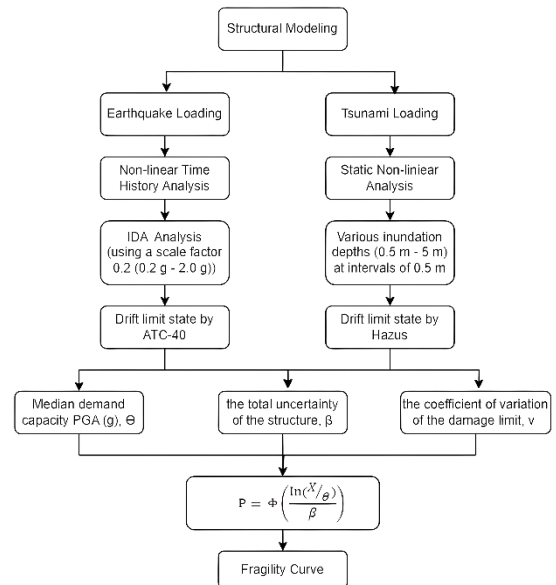 Structural Modeling
Earthquake Loading
Tsunami Loading
Non-linear Time
History Analysis
Static Non-liniear
Analysis
IDA Analysis
(using a scale factor
0.2 (0.2 g - 2.0 g))
Various inundation
depths (0.5 m - 5 m)
at intervals of 0.5 m
Drift limit state by
ATC-40
Drift limit state by
Hazus
Median demand
capacity PGA (g), Ө
the total uncertainty
of the structure, β
the coefficient of variation
of the damage limit, v
P = Φ(ln(X/θ)/β)
Fragility Curve